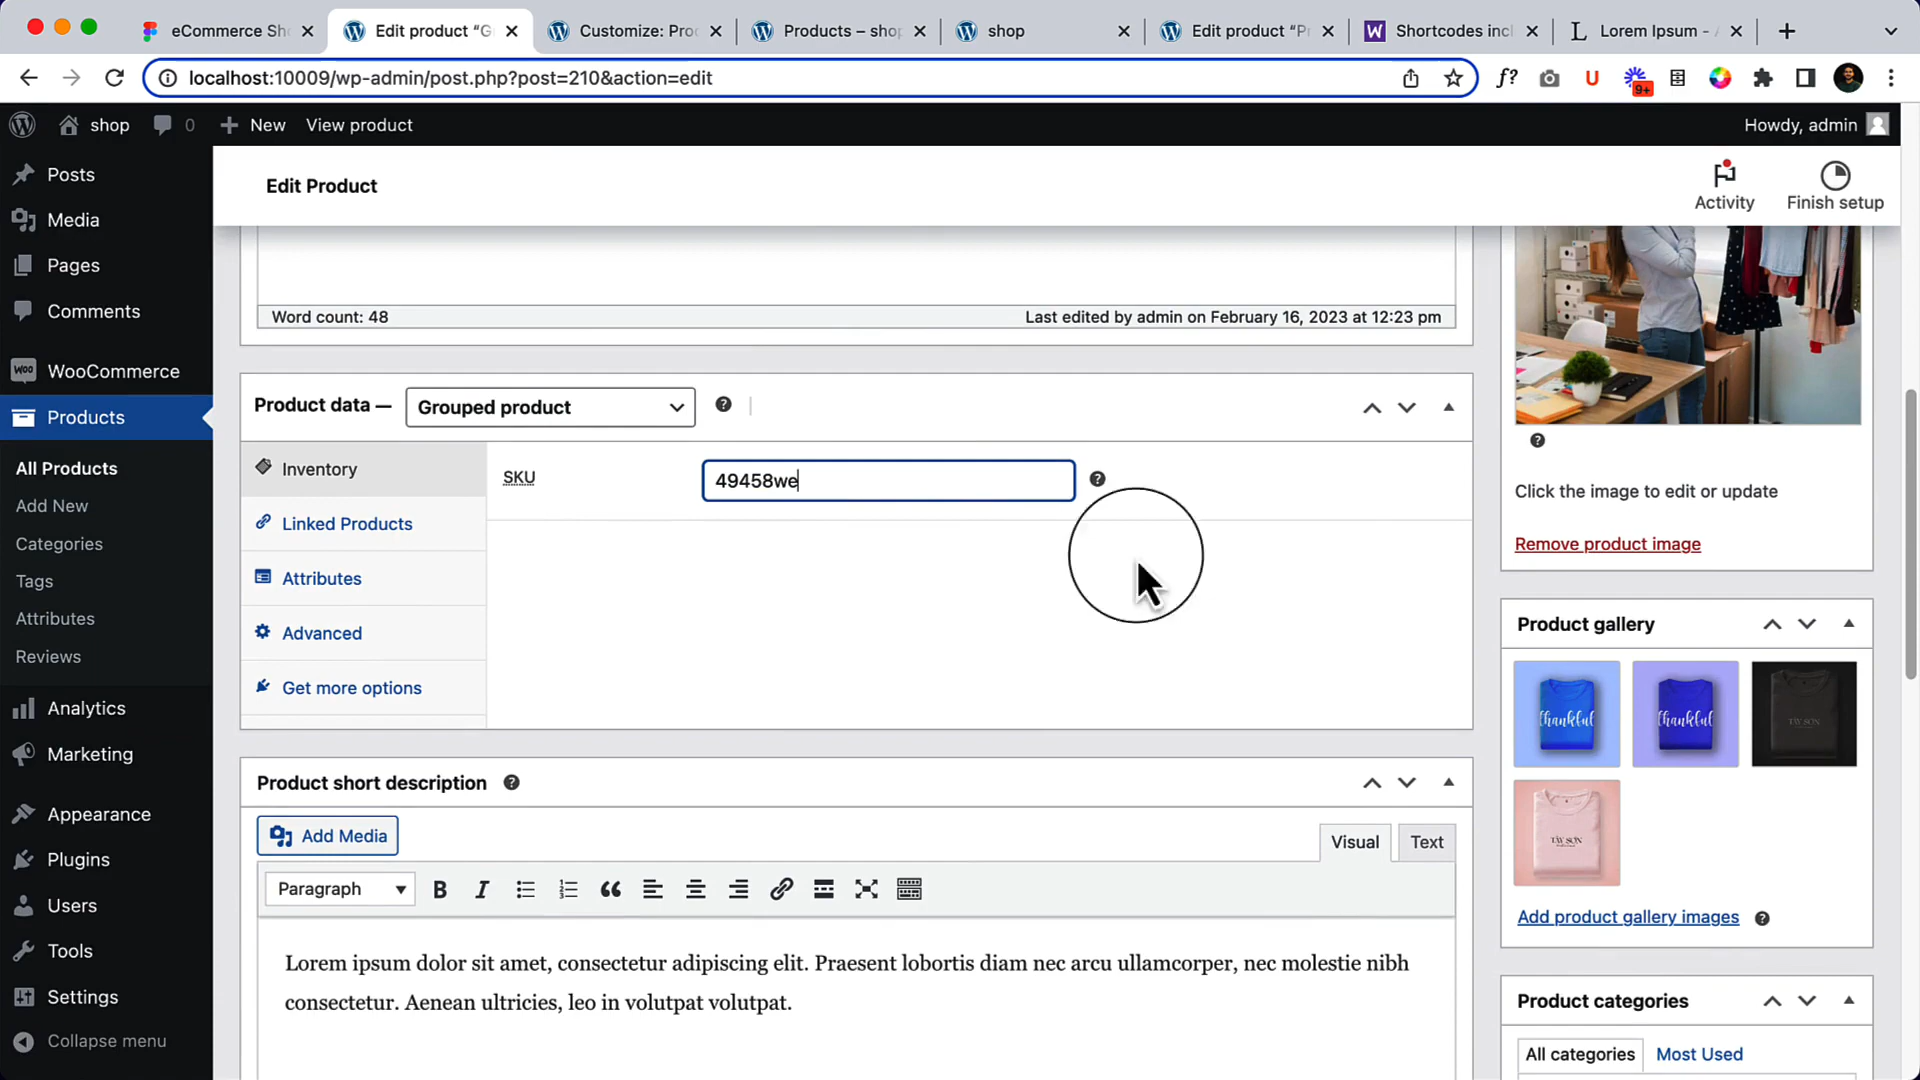 eCommerce Sh
Edit product “G
Customize: Pro
Products – shop
shop
Edit product “P
Shortcodes incl
Lorem Ipsum - A
localhost:10009/wp-admin/post.php?post=210&action=edit
f?
U
9+
shop
0
New
View product
Howdy, admin
Posts
Media
Pages
Comments
WooCommerce
Products
All Products
Add New
Categories
Tags
Attributes
Reviews
Analytics
Marketing
Appearance
Plugins
Users
Tools
Settings
Collapse menu
Edit Product
Activity
Finish setup
Word count: 48
Last edited by admin on February 16, 2023 at 12:23 pm
Product data —
Grouped product
Inventory
Linked Products
Attributes
Advanced
Get more options
SKU
49458we
Product short description
Add Media
Visual
Text
Paragraph
B
I
Lorem ipsum dolor sit amet, consectetur adipiscing elit. Praesent lobortis diam nec arcu ullamcorper, nec molestie nibh
consectetur. Aenean ultricies, leo in volutpat volutpat.
Click the image to edit or update
Remove product image
Product gallery
thankful
thankful
TÂY SƠN
TÂY SƠN
Add product gallery images
Product categories
All categories
Most Used